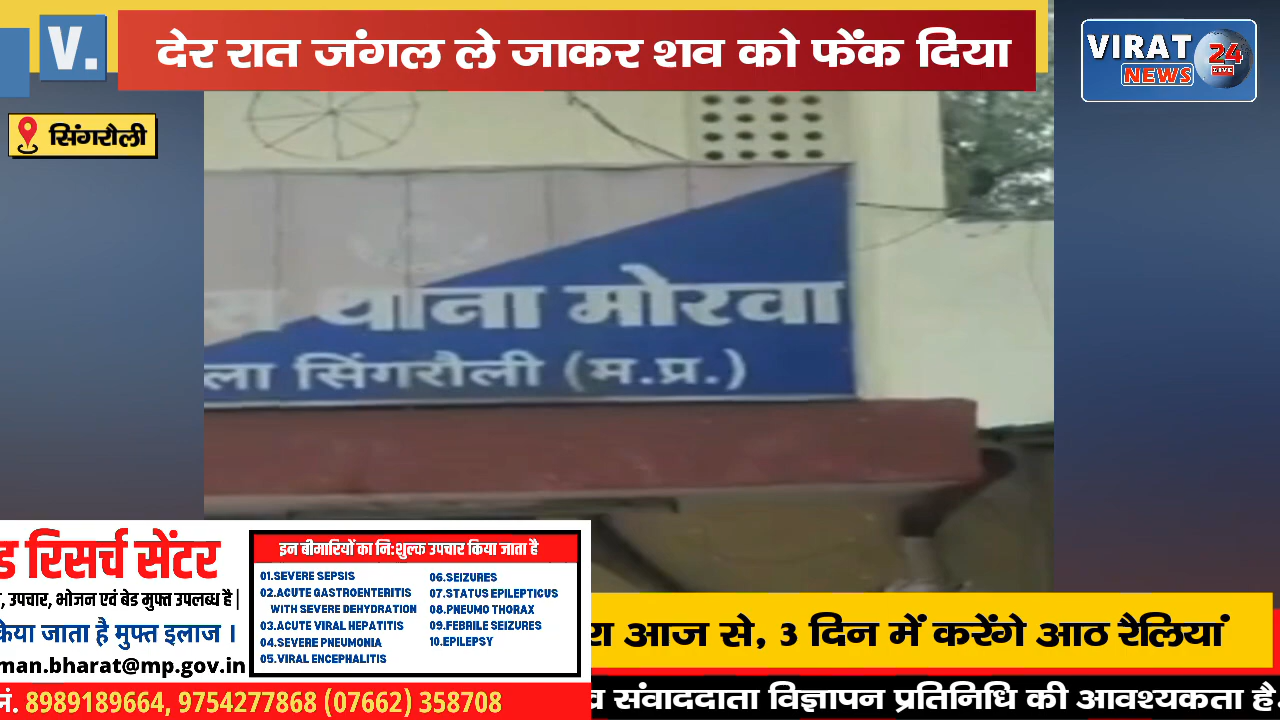 V.
देर रात जंगल ले जाकर शव को फेंक दिया
VIRAT 24
NEWS LIVE
सिंगरौली
थाना मोरवा
ला सिंगरौली (म.प्र.)
ड रिसर्च सेंटर
, उपचार, भोजन एवं बेड मुफ्त उपलब्ध है |
किया जाता है मुफ्त इलाज ।
man.bharat@mp.gov.in
नं. 8989189664, 9754277868 (07662) 358708
इन बीमारियों का नि:शुल्क उपचार किया जाता है
01.SEVERE SEPSIS
02.ACUTE GASTROENTERITIS
WITH SEVERE DEHYDRATION
03.ACUTE VIRAL HEPATITIS
04.SEVERE PNEUMONIA
05.VIRAL ENCEPHALITIS
06.SEIZURES
07.STATUS EPILEPTICUS
08.PNEUMO THORAX
09.FEBRILE SEIZURES
10.EPILEPSY
रा आज से, 3 दिन में करेंगे आठ रैलियां
संवाददाता विज्ञापन प्रतिनिधि की आवश्यकता है.